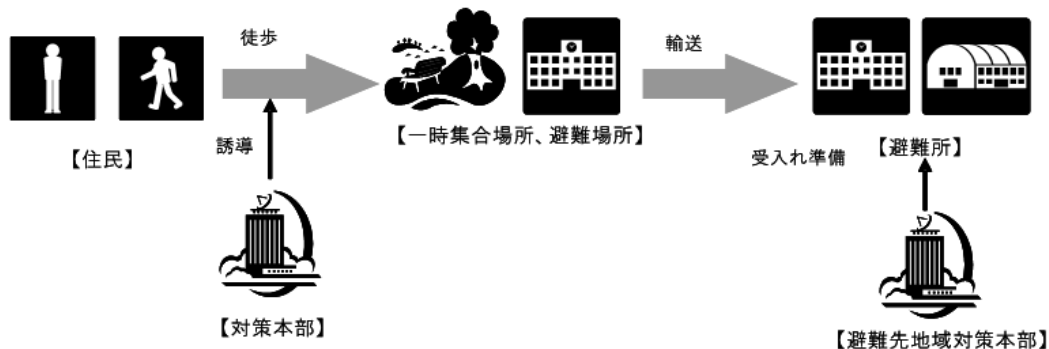 徒歩
輸送
【一時集合場所、避難場所】
【住民】
誘導
受入れ準備
【避難所】
【対策本部】
【避難先地域対策本部】